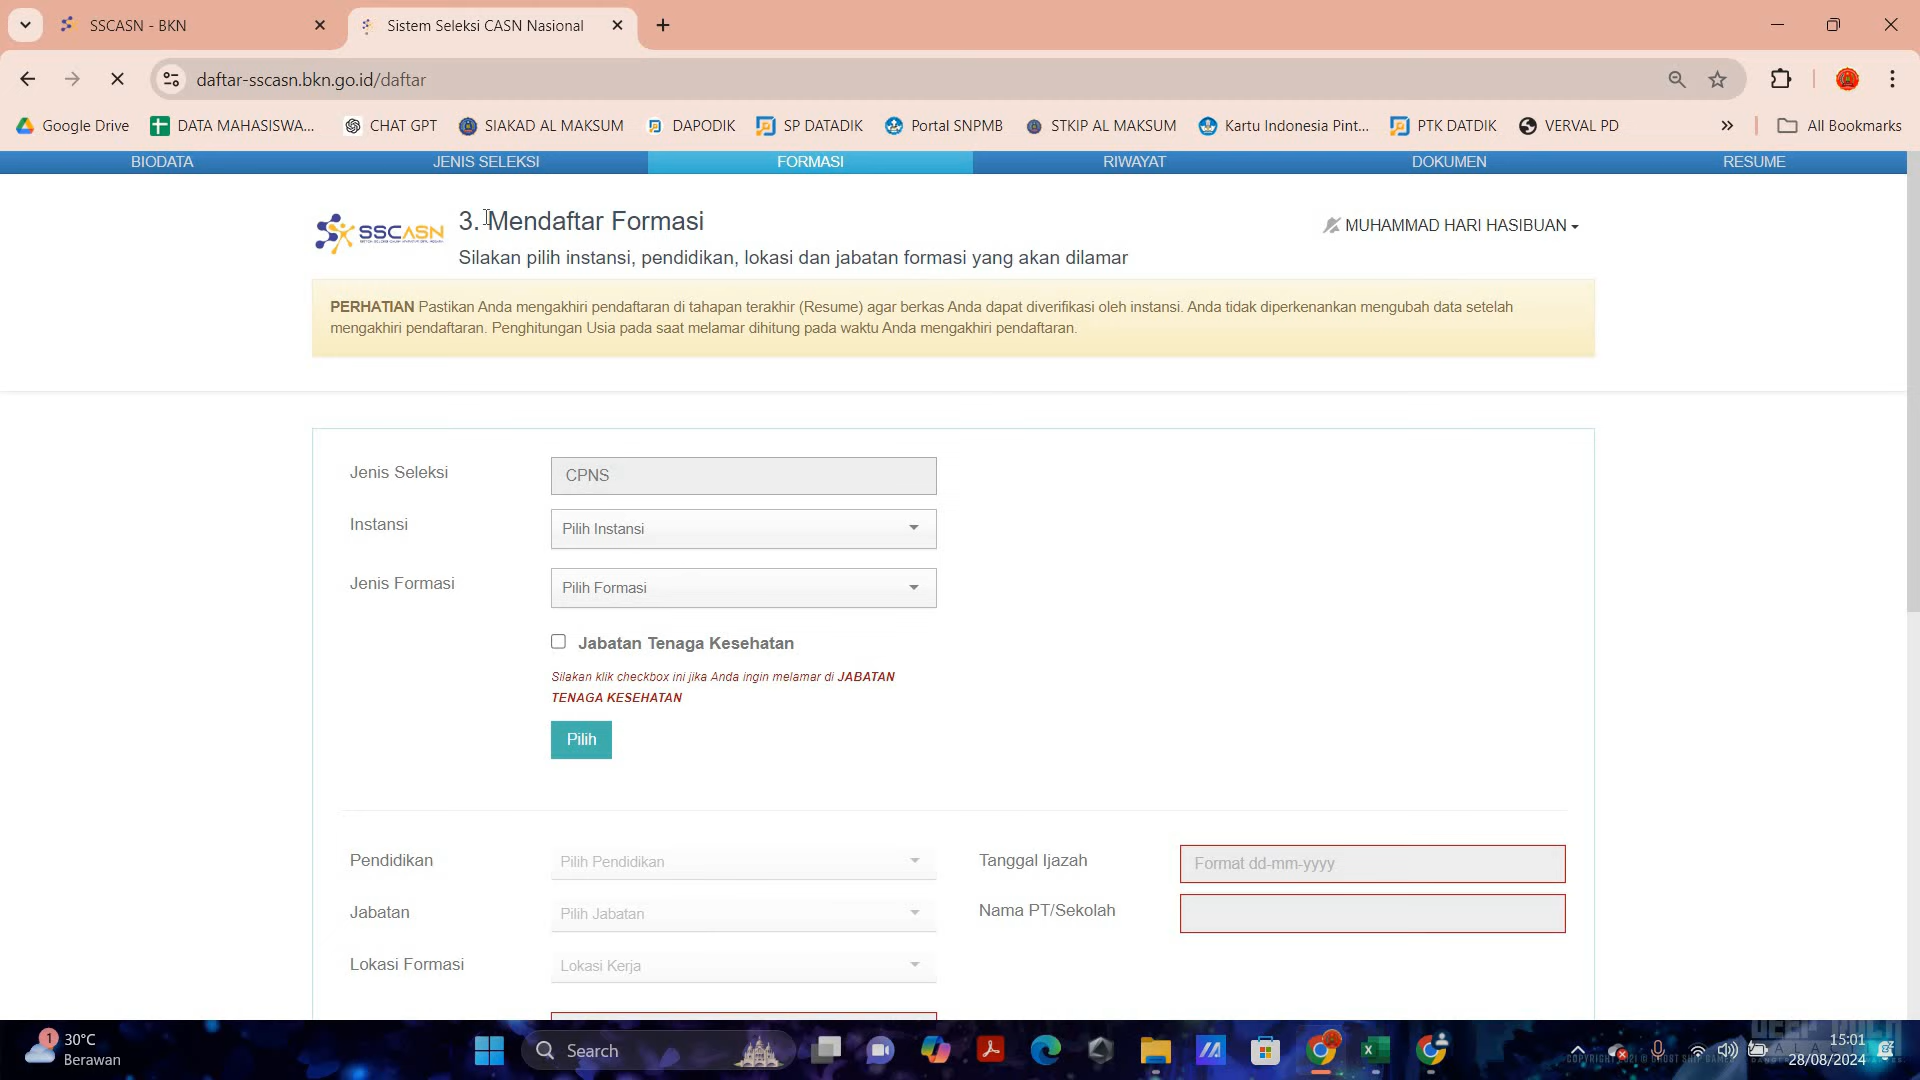 SSCASN - BKN
Sistem Seleksi CASN Nasional
daftar-sscasn.bkn.go.id/daftar
Google Drive
DATA MAHASISWA...
CHAT GPT
SIAKAD AL MAKSUM
DAPODIK
SP DATADIK
Portal SNPMB
STKIP AL MAKSUM
Kartu Indonesia Pint...
PTK DATDIK
VERVAL PD
All Bookmarks
BIODATA
JENIS SELEKSI
FORMASI
RIWAYAT
DOKUMEN
RESUME
SSCASN
3. Mendaftar Formasi
MUHAMMAD HARI HASIBUAN
Silakan pilih instansi, pendidikan, lokasi dan jabatan formasi yang akan dilamar
PERHATIAN Pastikan Anda mengakhiri pendaftaran di tahapan terakhir (Resume) agar berkas Anda dapat diverifikasi oleh instansi. Anda tidak diperkenankan mengubah data setelah
mengakhiri pendaftaran. Penghitungan Usia pada saat melamar dihitung pada waktu Anda mengakhiri pendaftaran.
Jenis Seleksi
CPNS
Instansi
Pilih Instansi
Jenis Formasi
Pilih Formasi
Jabatan Tenaga Kesehatan
Silakan klik checkbox ini jika Anda ingin melamar di JABATAN
TENAGA KESEHATAN
Pilih
Pendidikan
Pilih Pendidikan
Tanggal Ijazah
Format dd-mm-yyyy
Jabatan
Pilih Jabatan
Nama PT/Sekolah
Lokasi Formasi
Lokasi Kerja
1
30°C
Berawan
Search
15:01
28/08/2024